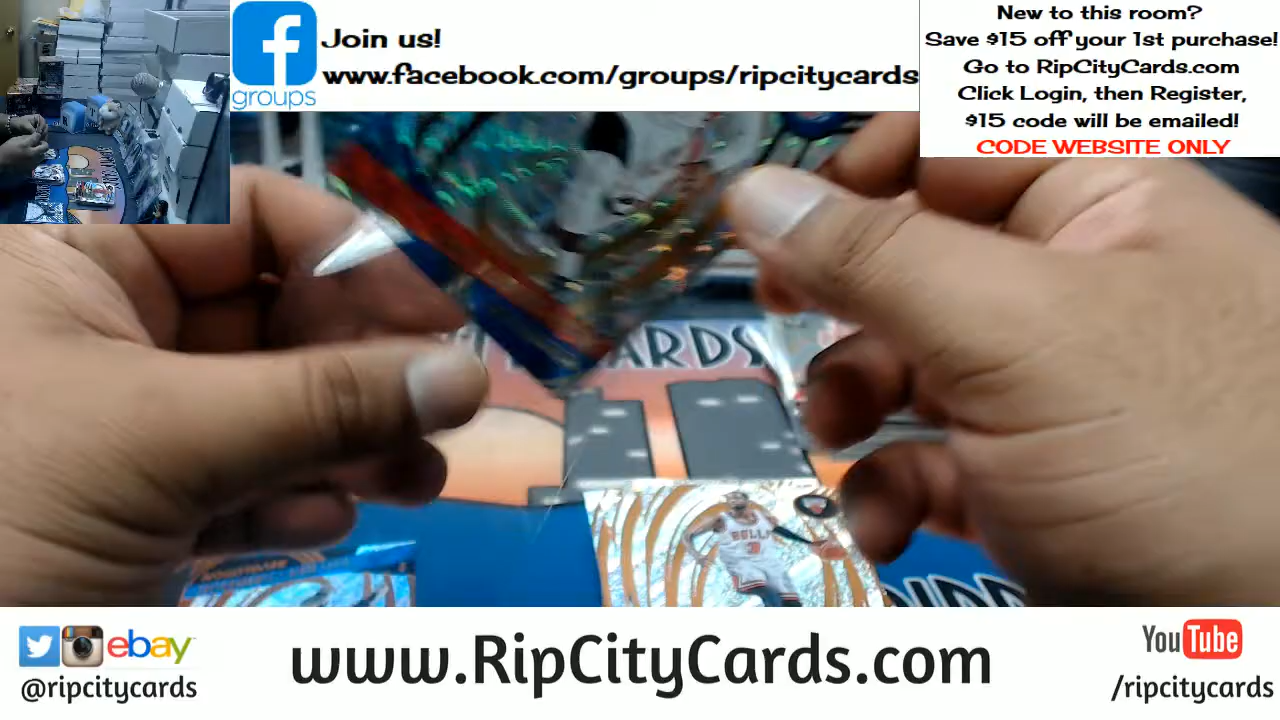 Join us!
www.facebook.com/groups/ripcitycards
groups
New to this room?
Save $15 off your 1st purchase!
Go to RipCityCards.com
Click Login, then Register,
$15 code will be emailed!
CODE WEBSITE ONLY
ARDS
BULLS
3
ebay
@ripcitycards
www.RipCityCards.com
YouTube
/ripcitycards